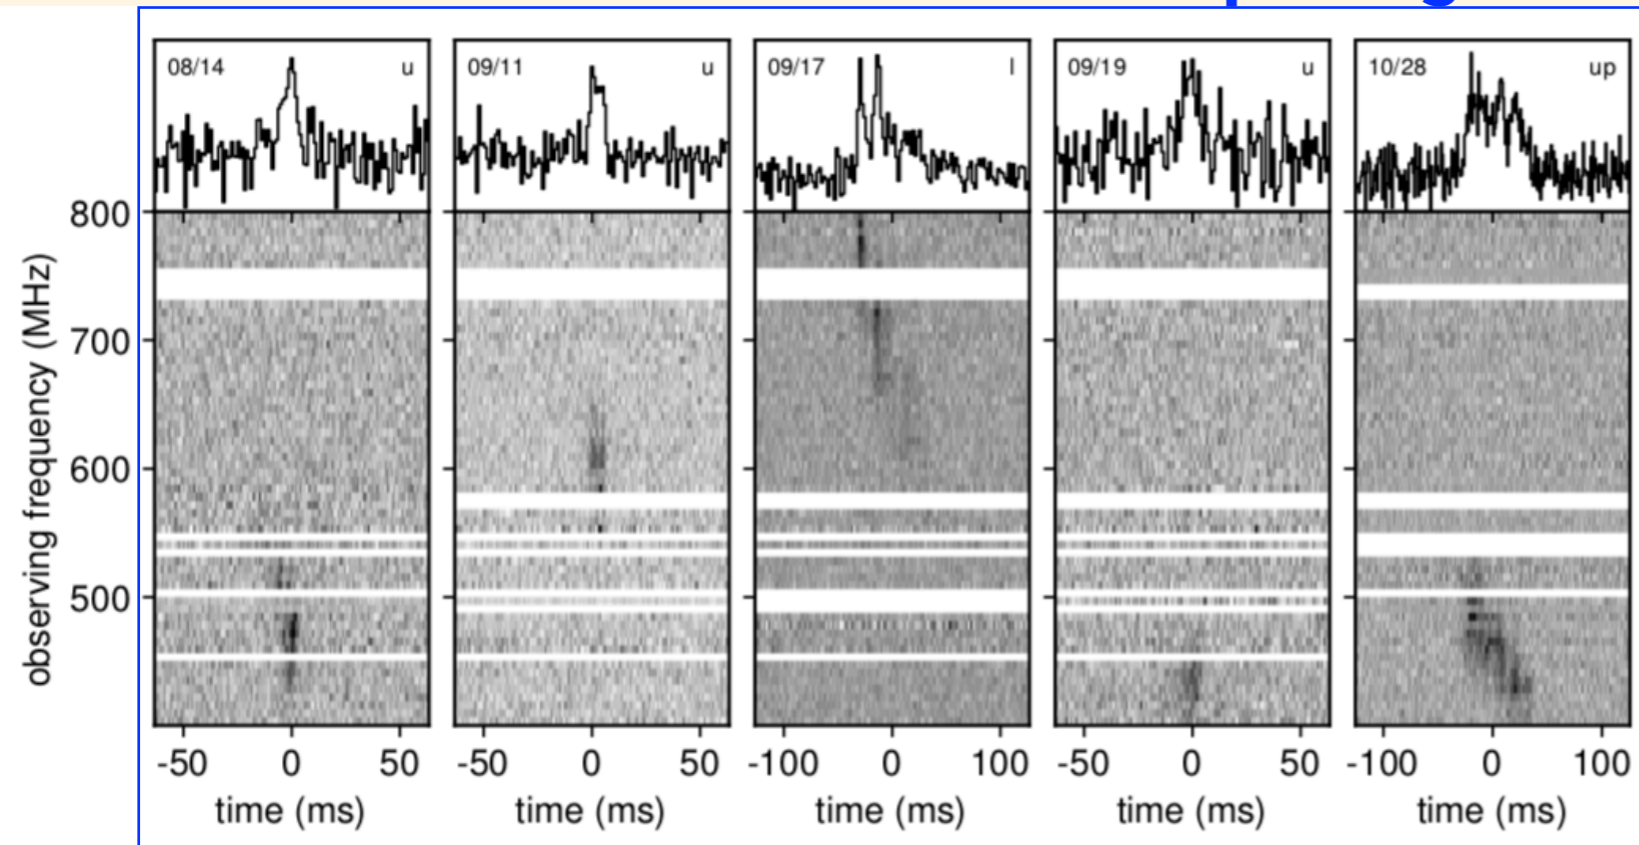 08/14 u 09/11 u 09/17 l 09/19 u 10/28 up
800
700
600
500
observing frequency (MHz)
-50 0 50 -50 0 50 -100 0 100 -50 0 50 -100 0 100
time (ms) time (ms) time (ms) time (ms) time (ms)